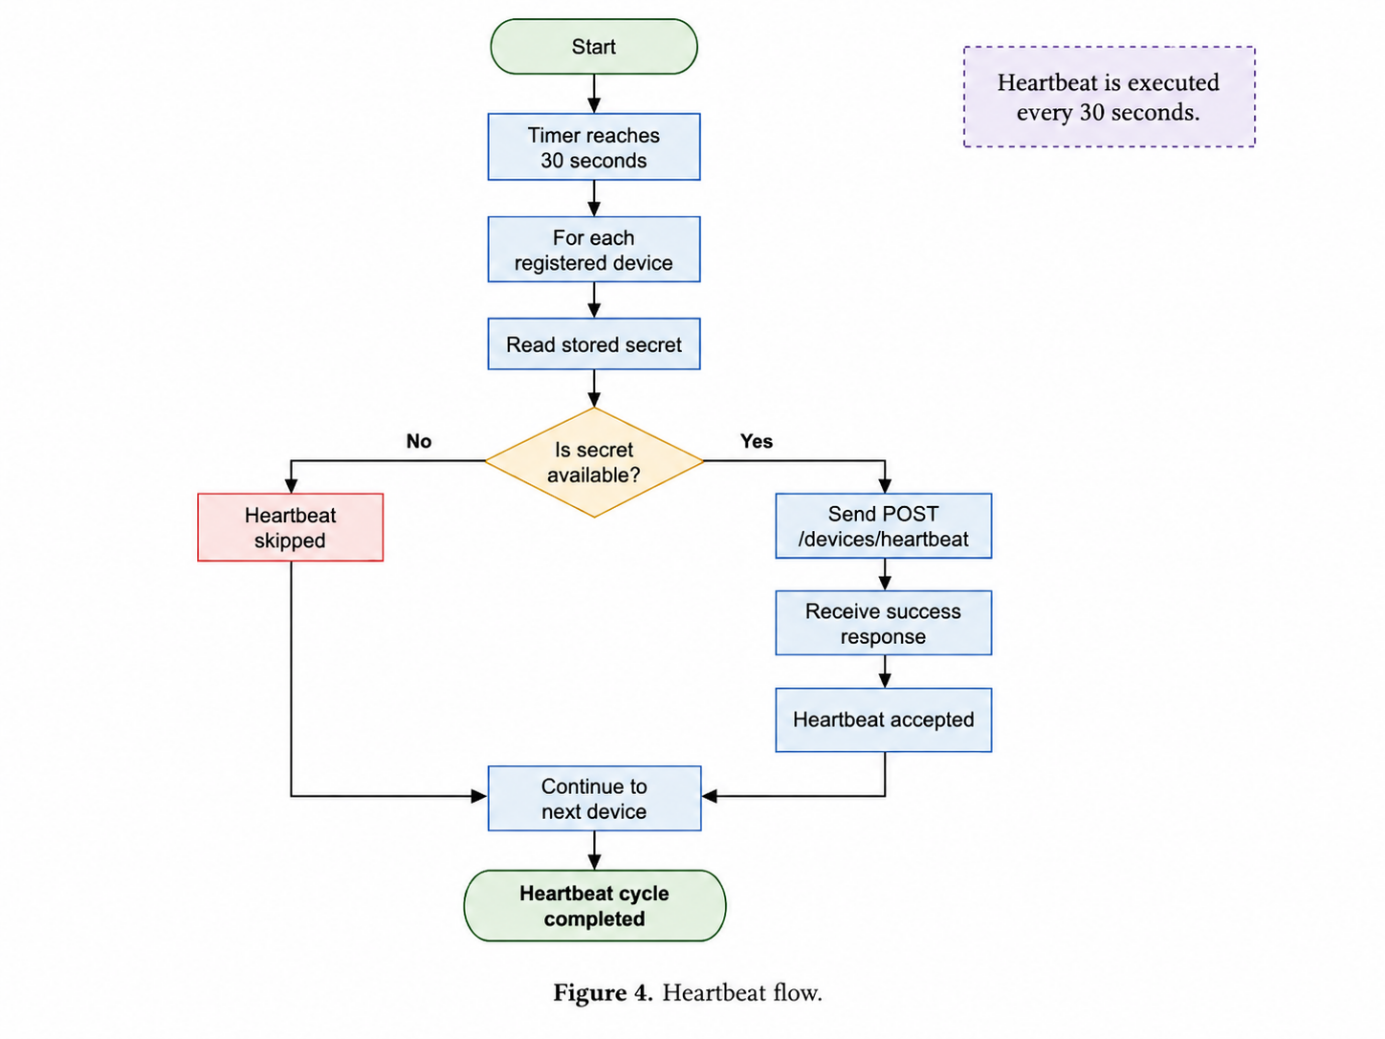 Start
Heartbeat is executed
every 30 seconds.
Timer reaches
30 seconds
For each
registered device
Read stored secret
Is secret
available?
No
Yes
Heartbeat
skipped
Send POST
/devices/heartbeat
Receive success
response
Heartbeat accepted
Continue to
next device
Heartbeat cycle
completed
Figure 4. Heartbeat flow.